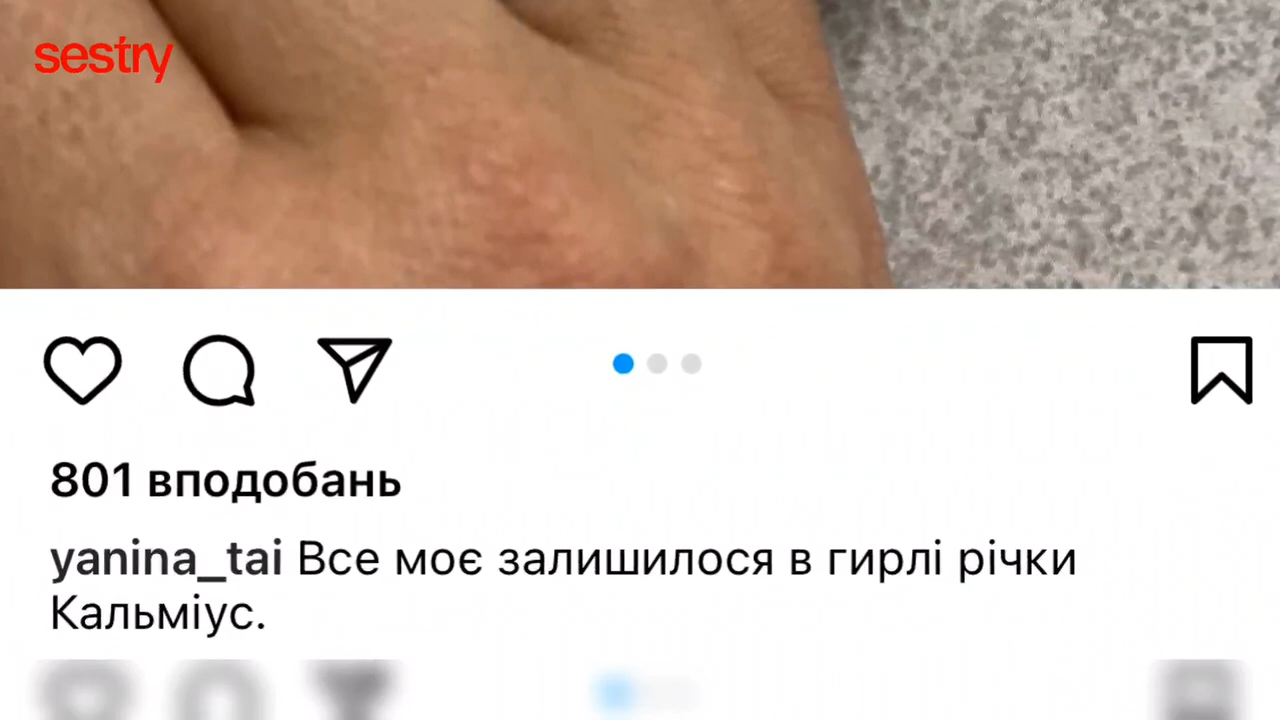 sestry
801 вподобань
yanina_tai Все моє залишилося в гирлі річки
Кальміус.